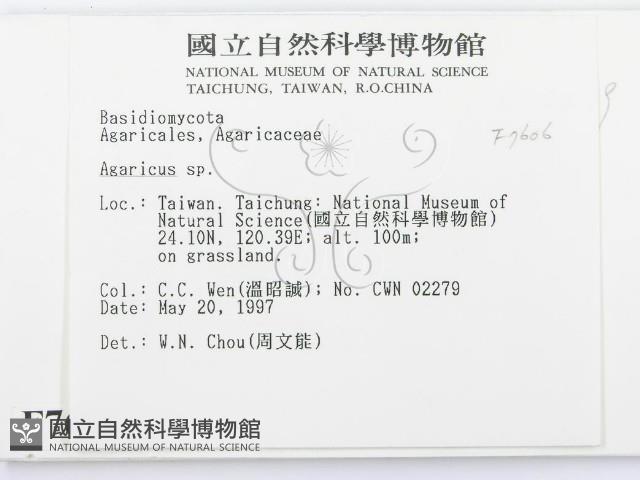 國立自然科學博物館
NATIONAL MUSEUM OF NATURAL SCIENCE
TAICHUNG, TAIWAN, R.O.CHINA
Basidiomycota
Agaricales, Agaricaceae
F7606
Agaricus sp.
Loc.: Taiwan. Taichung: National Museum of
Natural Science(國立自然科學博物館)
24.10N, 120.39E; alt. 100m;
on grassland.
Col.: C.C. Wen(溫昭誠); No. CWN 02279
Date: May 20, 1997
Det.: W.N. Chou(周文能)
國立自然科學博物館
NATIONAL MUSEUM OF NATURAL SCIENCE